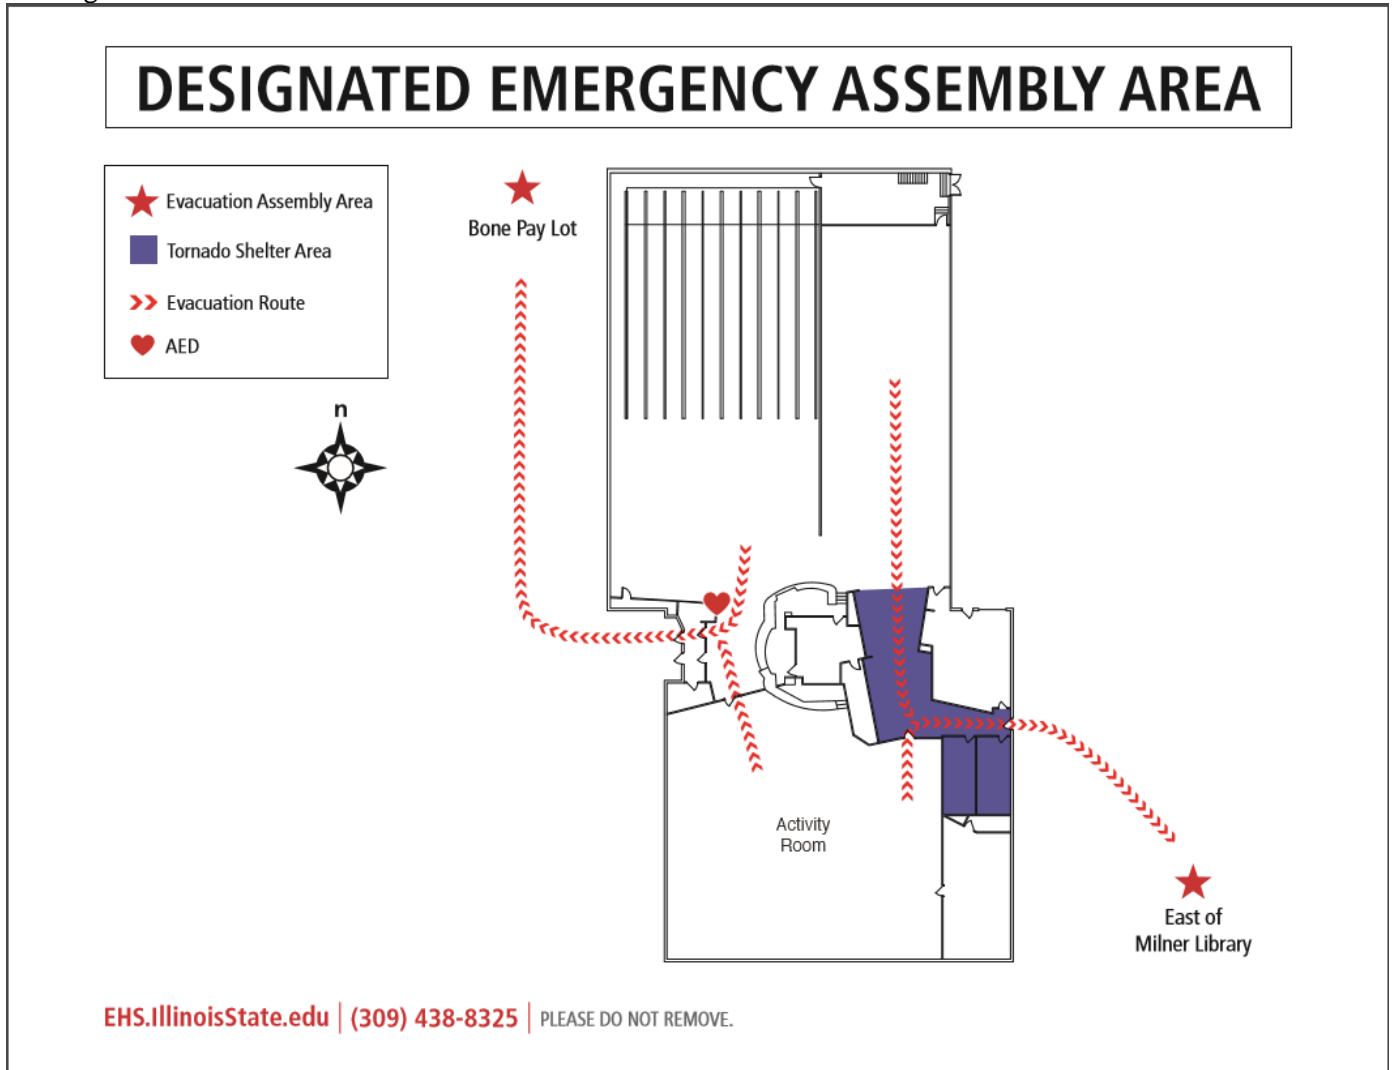 DESIGNATED EMERGENCY ASSEMBLY AREA
Evacuation Assembly Area
Tornado Shelter Area
Evacuation Route
AED
n
Bone Pay Lot
Activity
Room
East of
Milner Library
EHS.IllinoisState.edu | (309) 438-8325 | PLEASE DO NOT REMOVE.